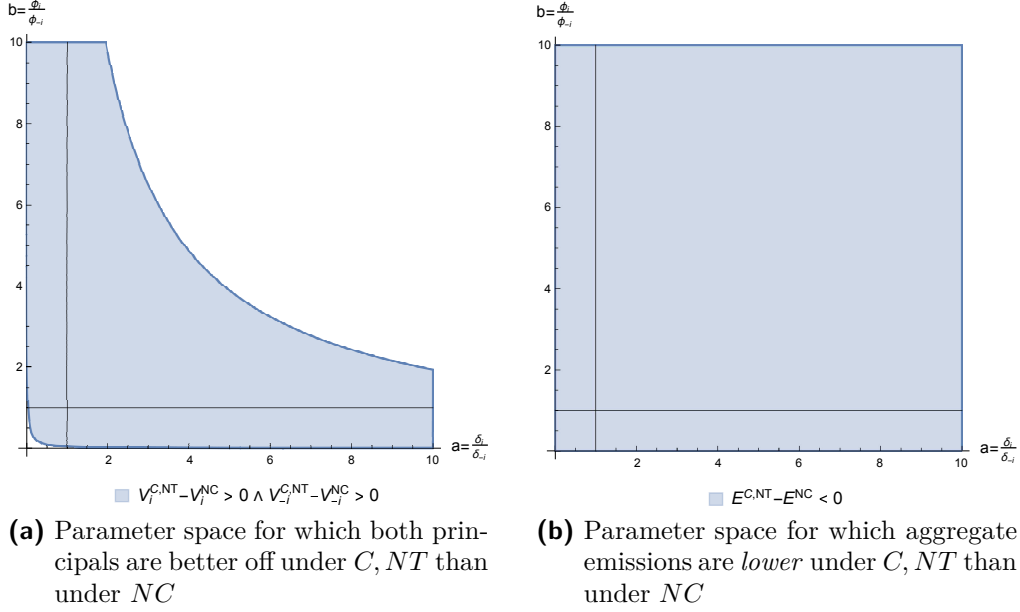 b=ϕᵢ/ϕ₋ᵢ
10
8
6
4
2
2
4
6
8
10
a=δᵢ/δ₋ᵢ
V_i^{C,NT}−V_i^{NC} > 0 ∧ V_{-i}^{C,NT}−V_{-i}^{NC} > 0
(a) Parameter space for which both prin-
cipals are better off under C, NT than
under NC
b=ϕᵢ/ϕ₋ᵢ
10
8
6
4
2
2
4
6
8
10
a=δᵢ/δ₋ᵢ
E^{C,NT}−E^{NC} < 0
(b) Parameter space for which aggregate
emissions are lower under C, NT than
under NC